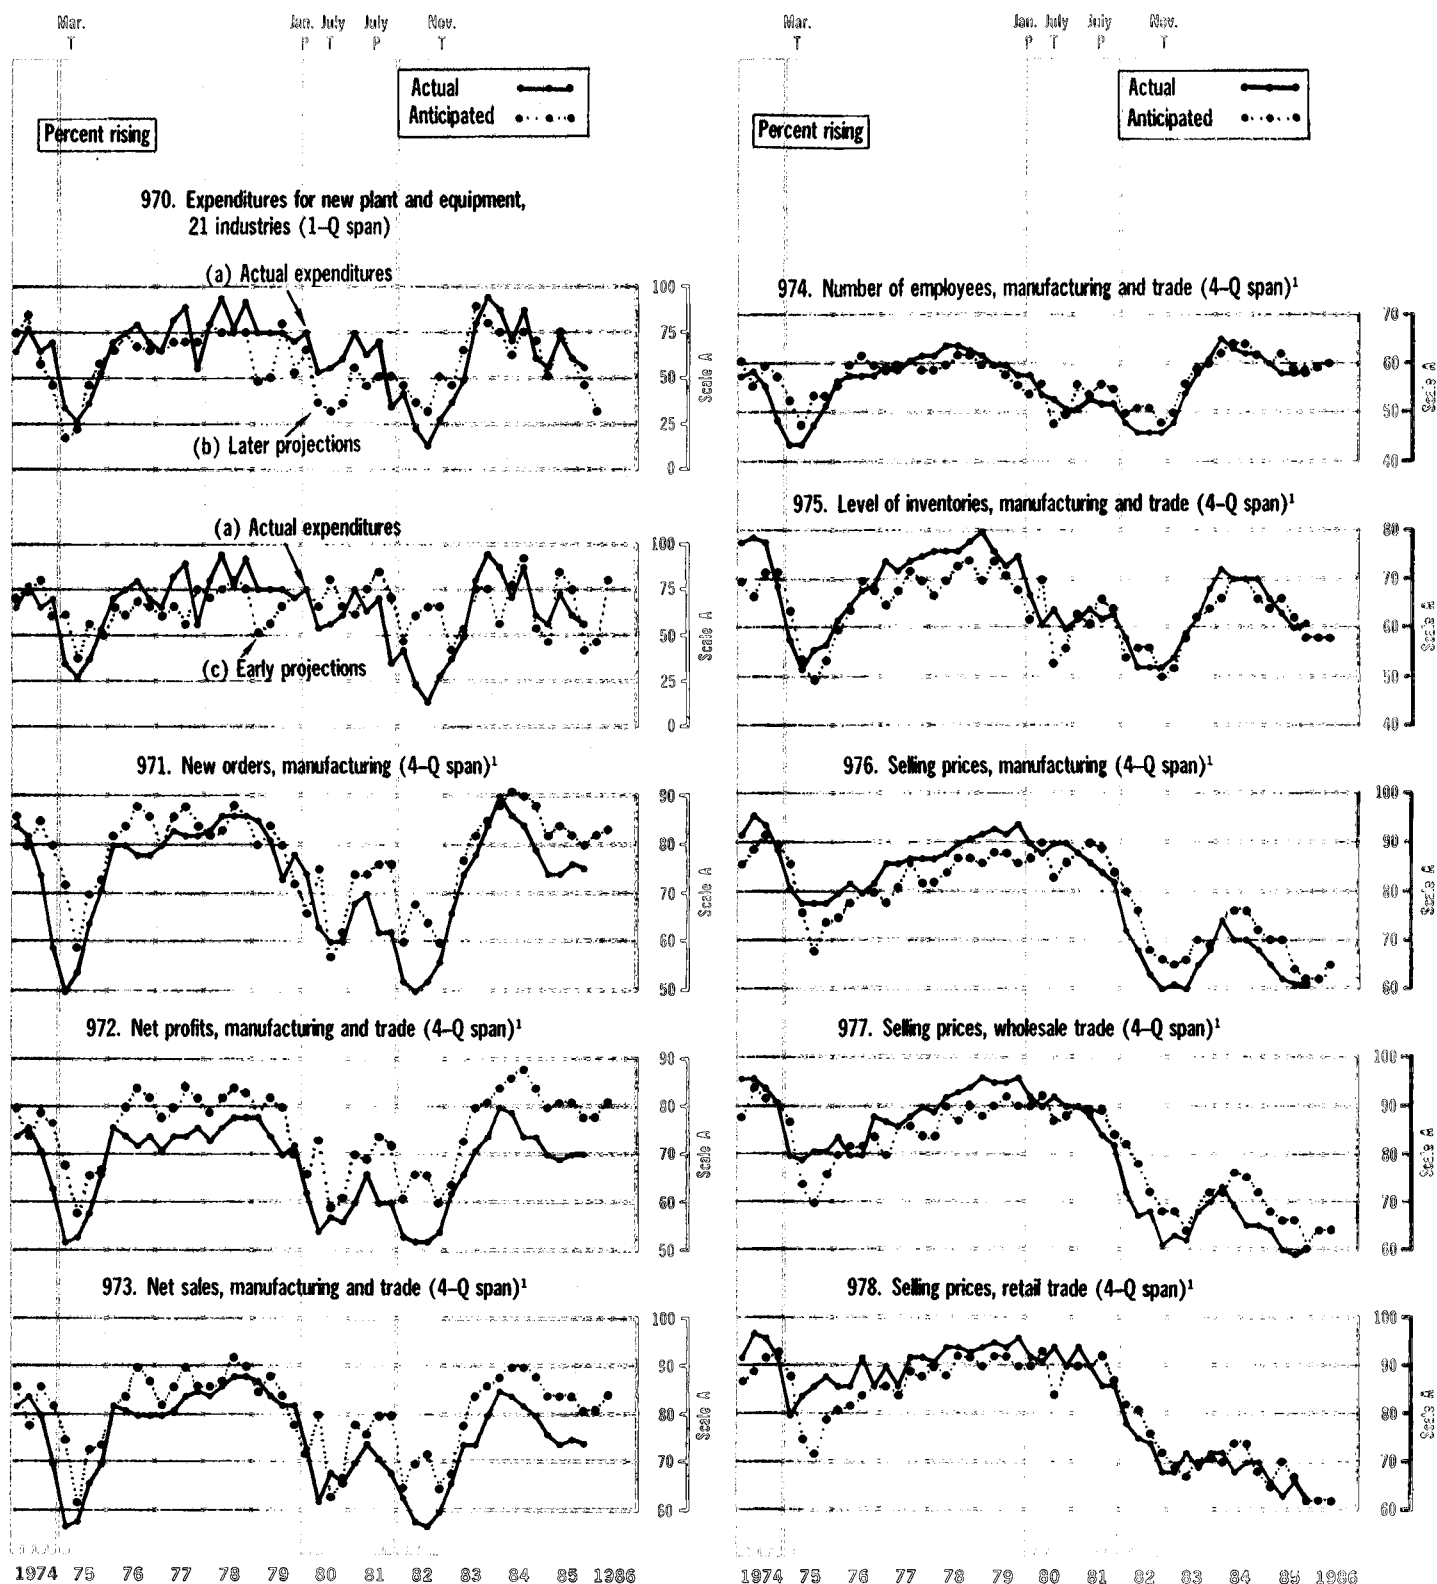 Mar. Jan. July July Nov.
T P T P T
Actual
Anticipated
Percent rising
970. Expenditures for new plant and equipment,
21 industries (1-Q span)
(a) Actual expenditures
100
75
50
25
0
Scale A
(b) Later projections
(a) Actual expenditures
100
75
50
25
0
Scale A
(c) Early projections
971. New orders, manufacturing (4-Q span)¹
90
80
70
60
50
Scale A
972. Net profits, manufacturing and trade (4-Q span)¹
90
80
70
60
50
Scale A
973. Net sales, manufacturing and trade (4-Q span)¹
100
90
80
70
60
Scale A
1974 75 76 77 78 79 80 81 82 83 84 85 1986
Mar. Jan. July July Nov.
T P T P T
Actual
Anticipated
Percent rising
974. Number of employees, manufacturing and trade (4-Q span)¹
70
60
50
40
Scale A
975. Level of inventories, manufacturing and trade (4-Q span)¹
80
70
60
50
40
Scale A
976. Selling prices, manufacturing (4-Q span)¹
100
90
80
70
60
Scale A
977. Selling prices, wholesale trade (4-Q span)¹
100
90
80
70
60
Scale A
978. Selling prices, retail trade (4-Q span)¹
100
90
80
70
60
Scale A
1974 75 76 77 78 79 80 81 82 83 84 85 1986